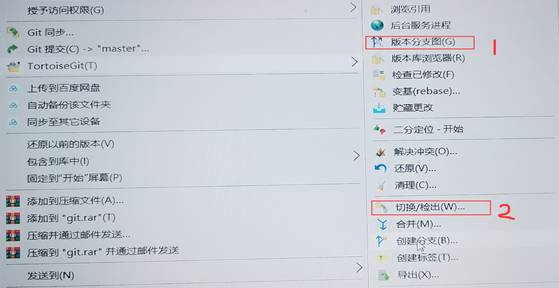 授予访问权限(G)
Git 同步...
Git 提交(C) -> "master"...
TortoiseGit(T)
上传到百度网盘
自动备份该文件夹
同步至其它设备
还原以前的版本(V)
包含到库中(I)
固定到"开始"屏幕(P)
添加到压缩文件(A)...
添加到 "git.rar"(T)
压缩并通过邮件发送...
压缩到 "git.rar" 并通过邮件发送
发送到(N)
浏览引用
后台服务进程
版本分支图(G)
1
版本库浏览器(R)
检查已修改(F)
变基(rebase)...
贮藏更改
二分定位 - 开始
解决冲突(O)...
还原(V)...
清理(C)...
切换/检出(W)...
2
合并(M)...
创建分支(B)...
创建标签(T)...
导出(X)...